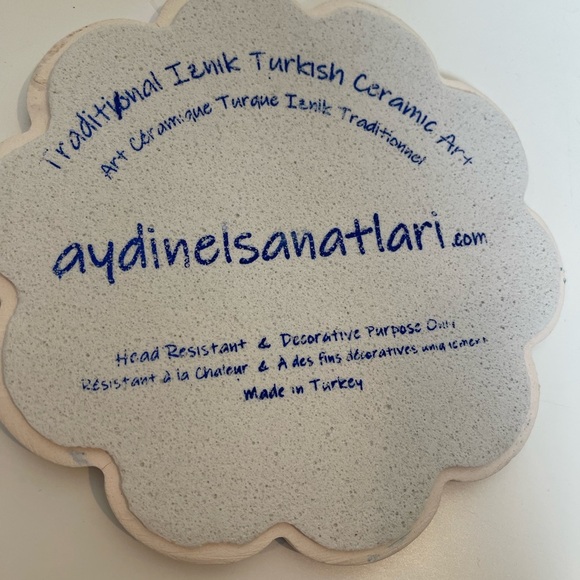 Traditional Iznik Turkish Ceramic Art
Art Céramique Turque Iznik Traditionnel
aydinelsanatlari.com
Head Resistant & Decorative Purpose Only
Résistant à la Chaleur & À des fins décoratives uniquement
Made in Turkey